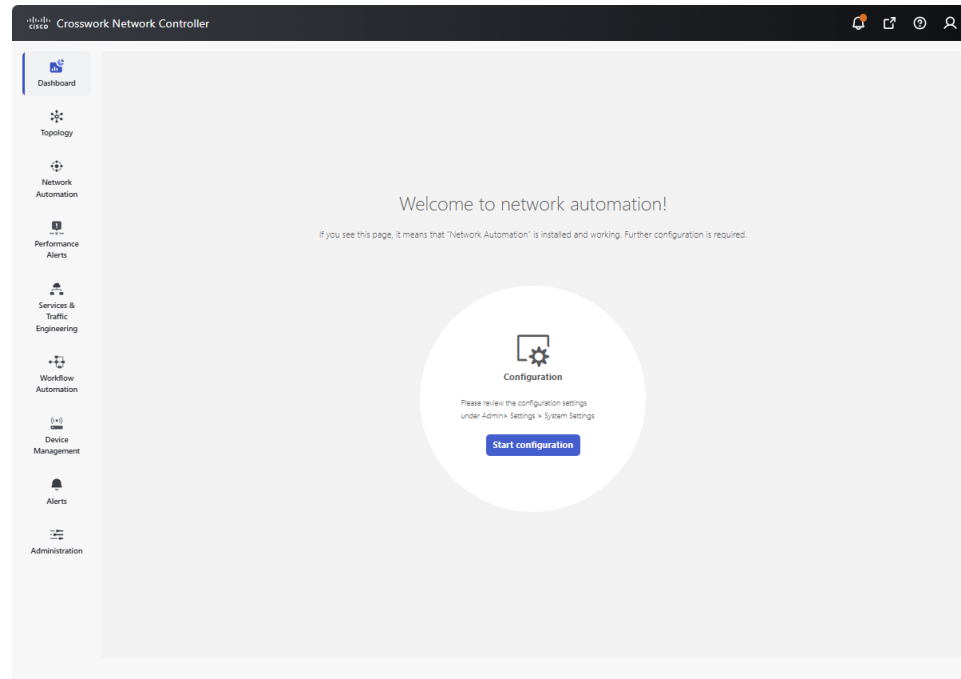 cisco Crosswork Network Controller
Dashboard
Topology
Network
Automation
Performance
Alerts
Services &
Traffic
Engineering
Workflow
Automation
Device
Management
Alerts
Administration
Welcome to network automation!
If you see this page, it means that "Network Automation" is installed and working. Further configuration is required.
Configuration
Please review the configuration settings
under Admin> Settings > System Settings
Start configuration